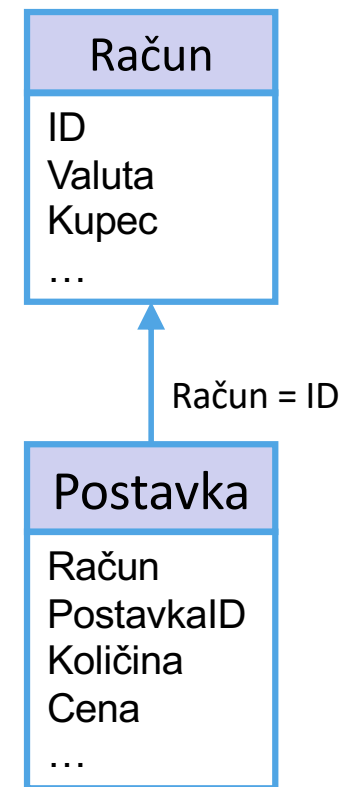 Račun
ID
Valuta
Kupec
…
Račun = ID
Postavka
Račun
PostavkaID
Količina
Cena
…